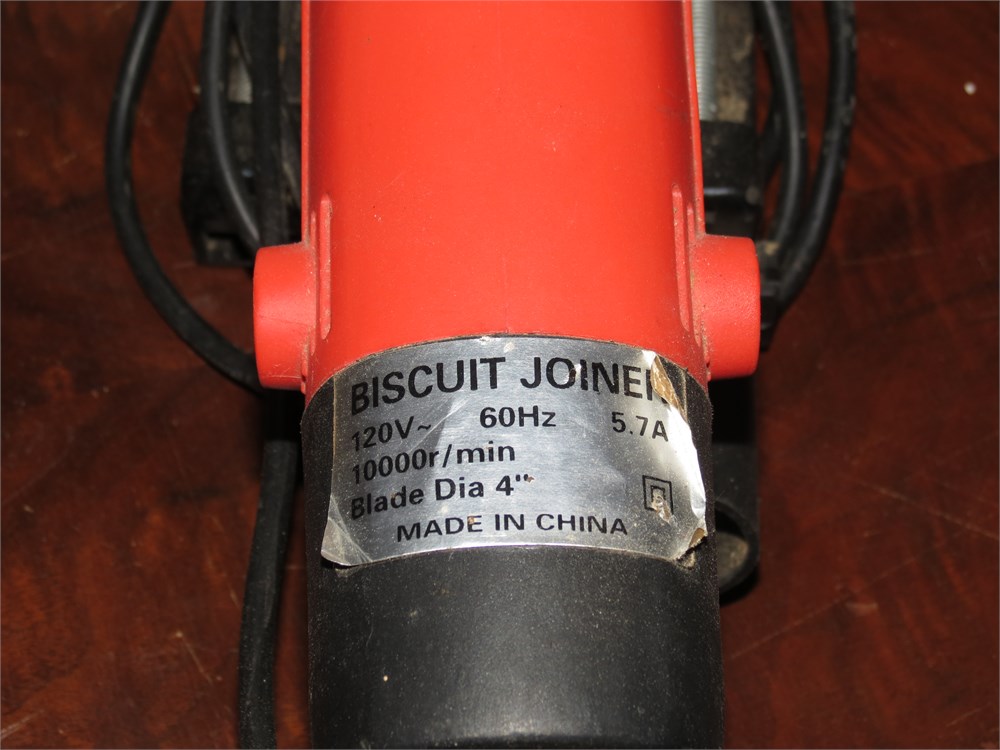 BISCUIT JOINER
120V~ 60Hz 5.7A
10000r/min
Blade Dia 4"
MADE IN CHINA